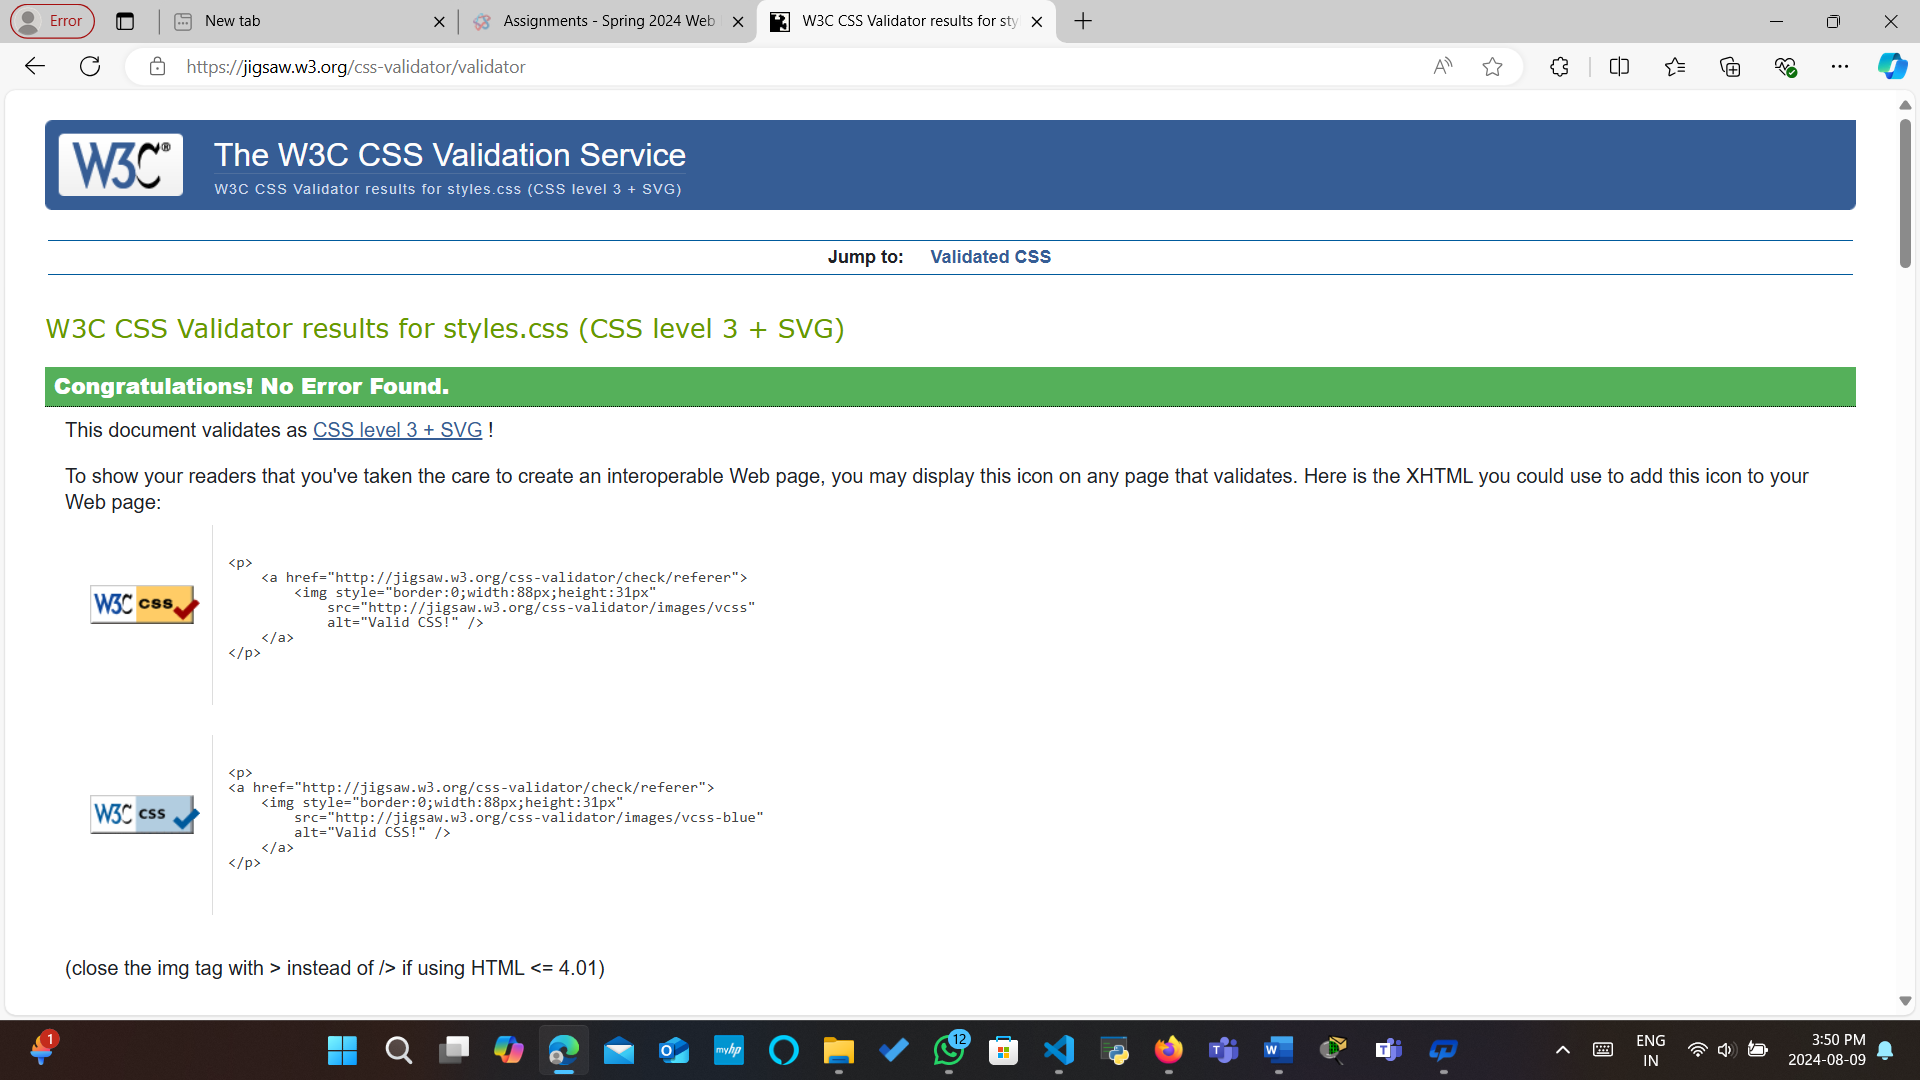 Error
New tab
Assignments - Spring 2024 Web
W3C CSS Validator results for sty
https://jigsaw.w3.org/css-validator/validator
W3C®
The W3C CSS Validation Service
W3C CSS Validator results for styles.css (CSS level 3 + SVG)
Jump to: Validated CSS
W3C CSS Validator results for styles.css (CSS level 3 + SVG)
Congratulations! No Error Found.
This document validates as CSS level 3 + SVG !
To show your readers that you've taken the care to create an interoperable Web page, you may display this icon on any page that validates. Here is the XHTML you could use to add this icon to your
Web page:
W3C css
<p>
<a href="http://jigsaw.w3.org/css-validator/check/referer">
<img style="border:0;width:88px;height:31px"
src="http://jigsaw.w3.org/css-validator/images/vcss"
alt="Valid CSS!" />
</a>
</p>
W3C css
<p>
<a href="http://jigsaw.w3.org/css-validator/check/referer">
<img style="border:0;width:88px;height:31px"
src="http://jigsaw.w3.org/css-validator/images/vcss-blue"
alt="Valid CSS!" />
</a>
</p>
(close the img tag with > instead of /> if using HTML <= 4.01)
1
myhp
12
ENG
IN
3:50 PM
2024-08-09